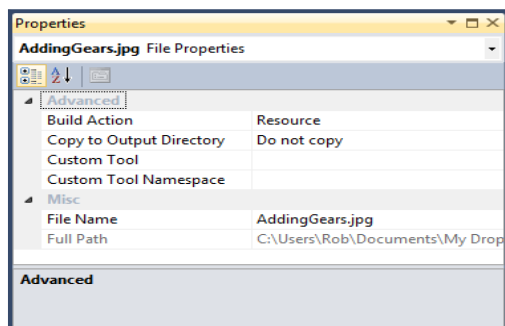 Properties
AddingGears.jpg File Properties
Advanced
Build Action Resource
Copy to Output Directory Do not copy
Custom Tool
Custom Tool Namespace
Misc
File Name AddingGears.jpg
Full Path C:\Users\Rob\Documents\My Drop
Advanced